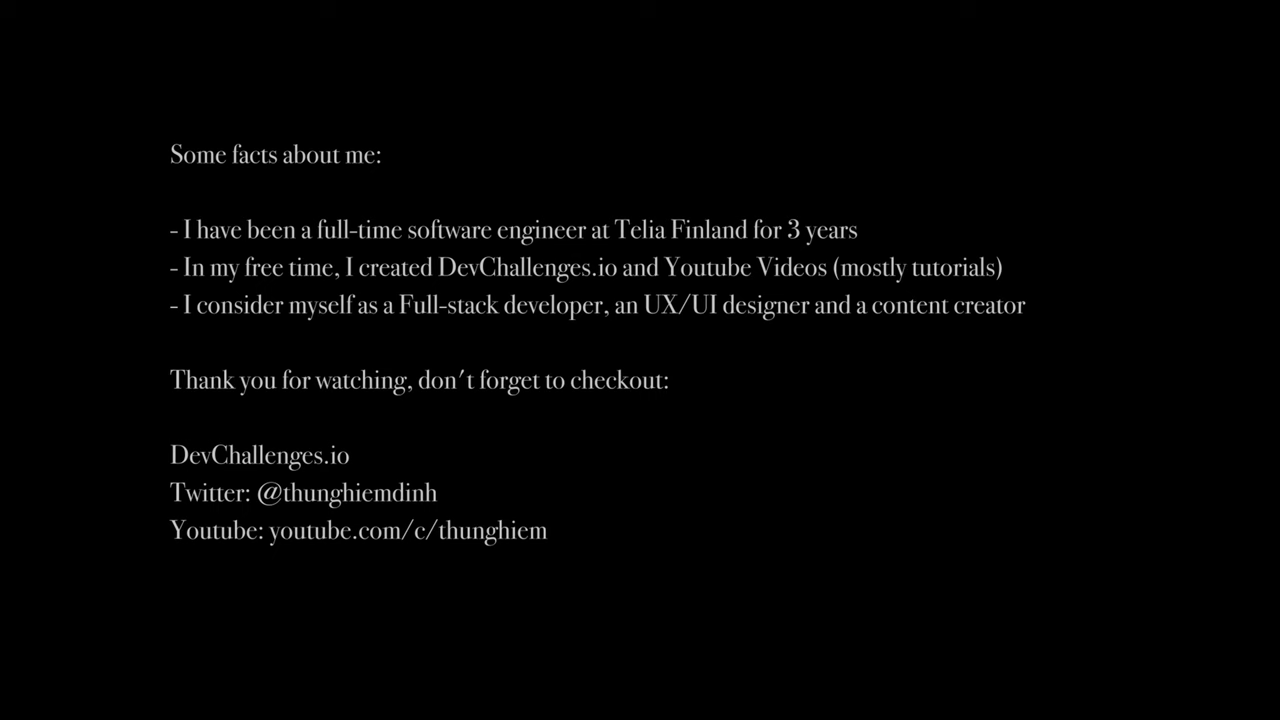 Some facts about me:
- I have been a full-time software engineer at Telia Finland for 3 years
- In my free time, I created DevChallenges.io and Youtube Videos (mostly tutorials)
- I consider myself as a Full-stack developer, an UX/UI designer and a content creator
Thank you for watching, don't forget to checkout:
DevChallenges.io
Twitter: @thunghiemdinh
Youtube: youtube.com/c/thunghiem